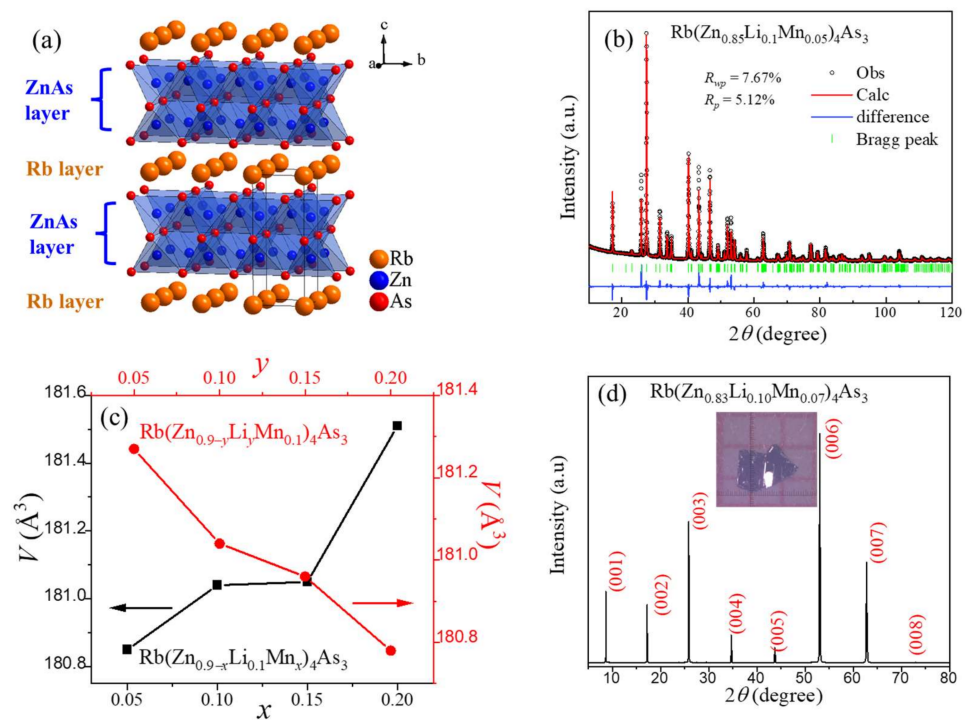 (a)
c
a
b
ZnAs
layer
Rb layer
ZnAs
layer
Rb layer
Rb
Zn
As
(b)
Rb(Zn₀.₈₅Li₀.₁Mn₀.₀₅)₄As₃
R_wp = 7.67%
R_p = 5.12%
Obs
Calc
difference
Bragg peak
Intensity (a.u.)
20 40 60 80 100 120
2θ (degree)
y
0.05 0.10 0.15 0.20
(c)
Rb(Zn₀.₉₋yLiyMn₀.₁)₄As₃
181.6
181.4
181.2
181.0
180.8
V (Å³)
181.4
181.2
181.0
180.8
V (Å³)
Rb(Zn₀.₉₋ₓLi₀.₁Mnₓ)₄As₃
0.05 0.10 0.15 0.20
x
(d)
Rb(Zn₀.₈₃Li₀.₁₀Mn₀.₀₇)₄As₃
Intensity (a.u)
(001)
(002)
(003)
(004)
(005)
(006)
(007)
(008)
10 20 30 40 50 60 70 80
2θ (degree)